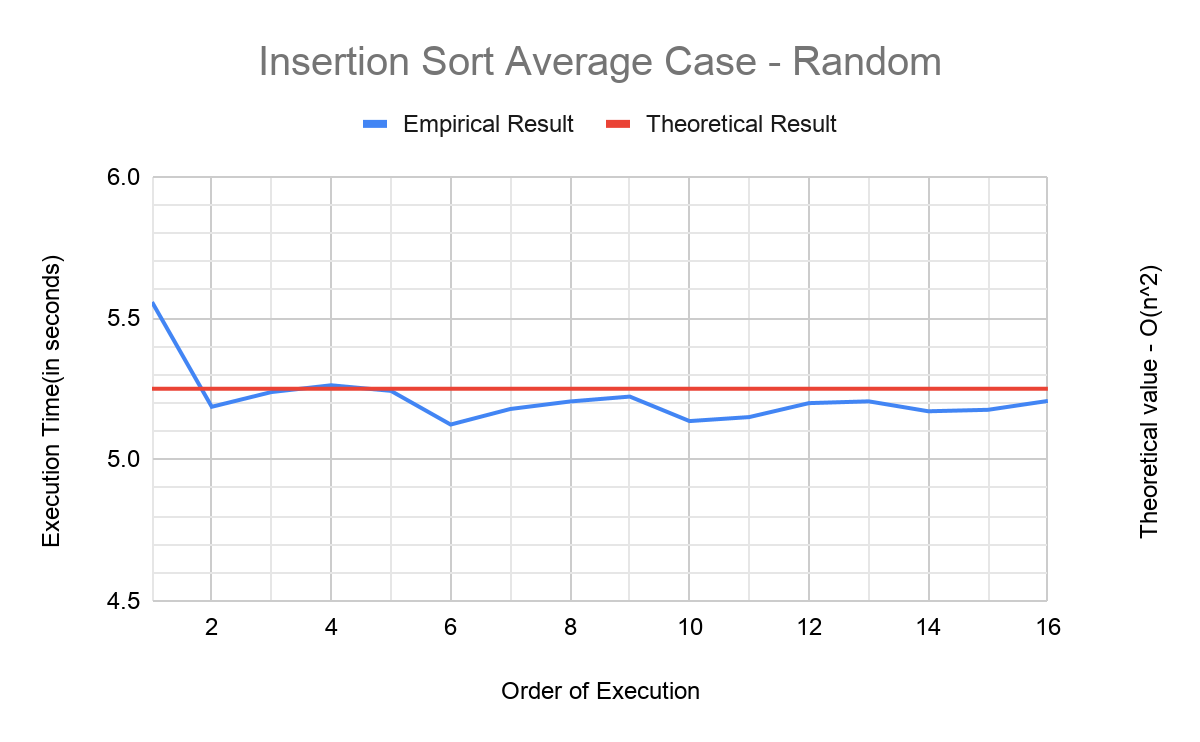 Insertion Sort Average Case - Random
Empirical Result Theoretical Result
6.0
5.5
5.0
4.5
Execution Time(in seconds)
Theoretical value - O(n^2)
2 4 6 8 10 12 14 16
Order of Execution